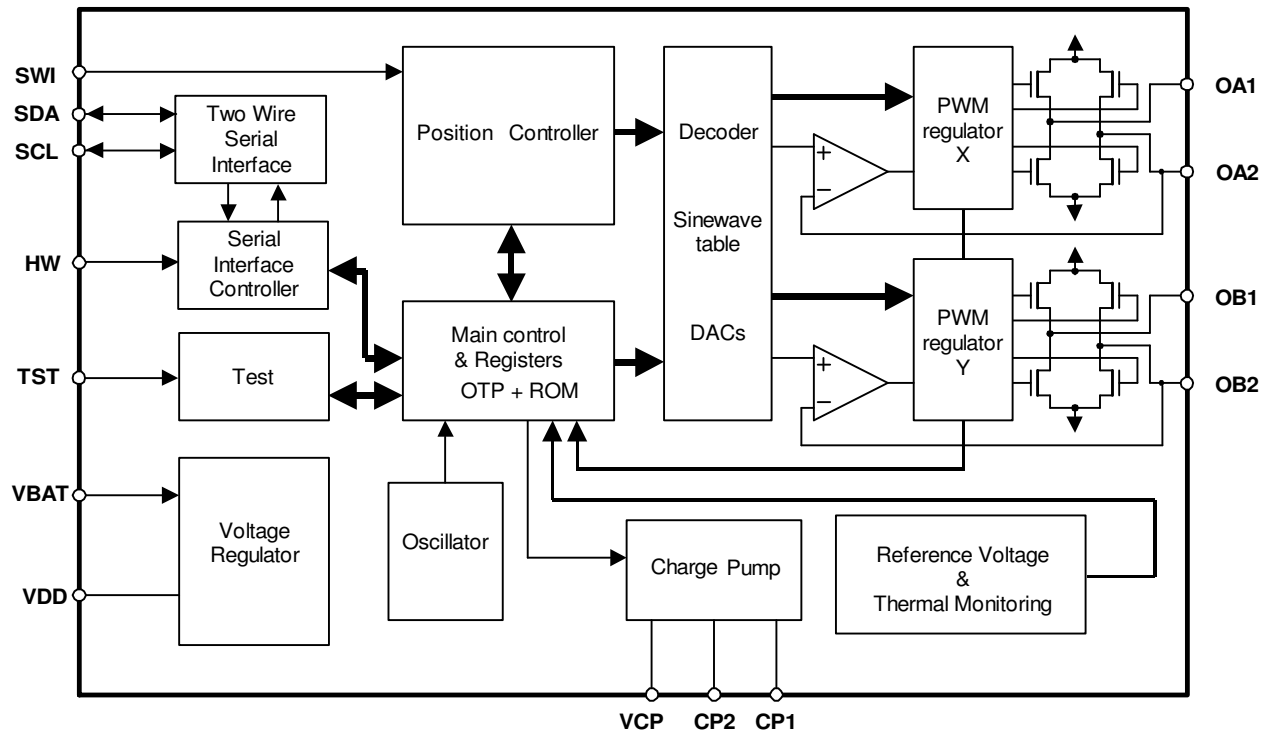 SWI
SDA
SCL
HW
TST
VBAT
VDD
Two Wire
Serial
Interface
Serial
Interface
Controller
Test
Voltage
Regulator
Position Controller
Main control
& Registers
OTP + ROM
Oscillator
Charge Pump
Decoder
Sinewave
table
DACs
+
−
+
−
PWM
regulator
X
PWM
regulator
Y
Reference Voltage
&
Thermal Monitoring
OA1
OA2
OB1
OB2
VCP
CP2
CP1